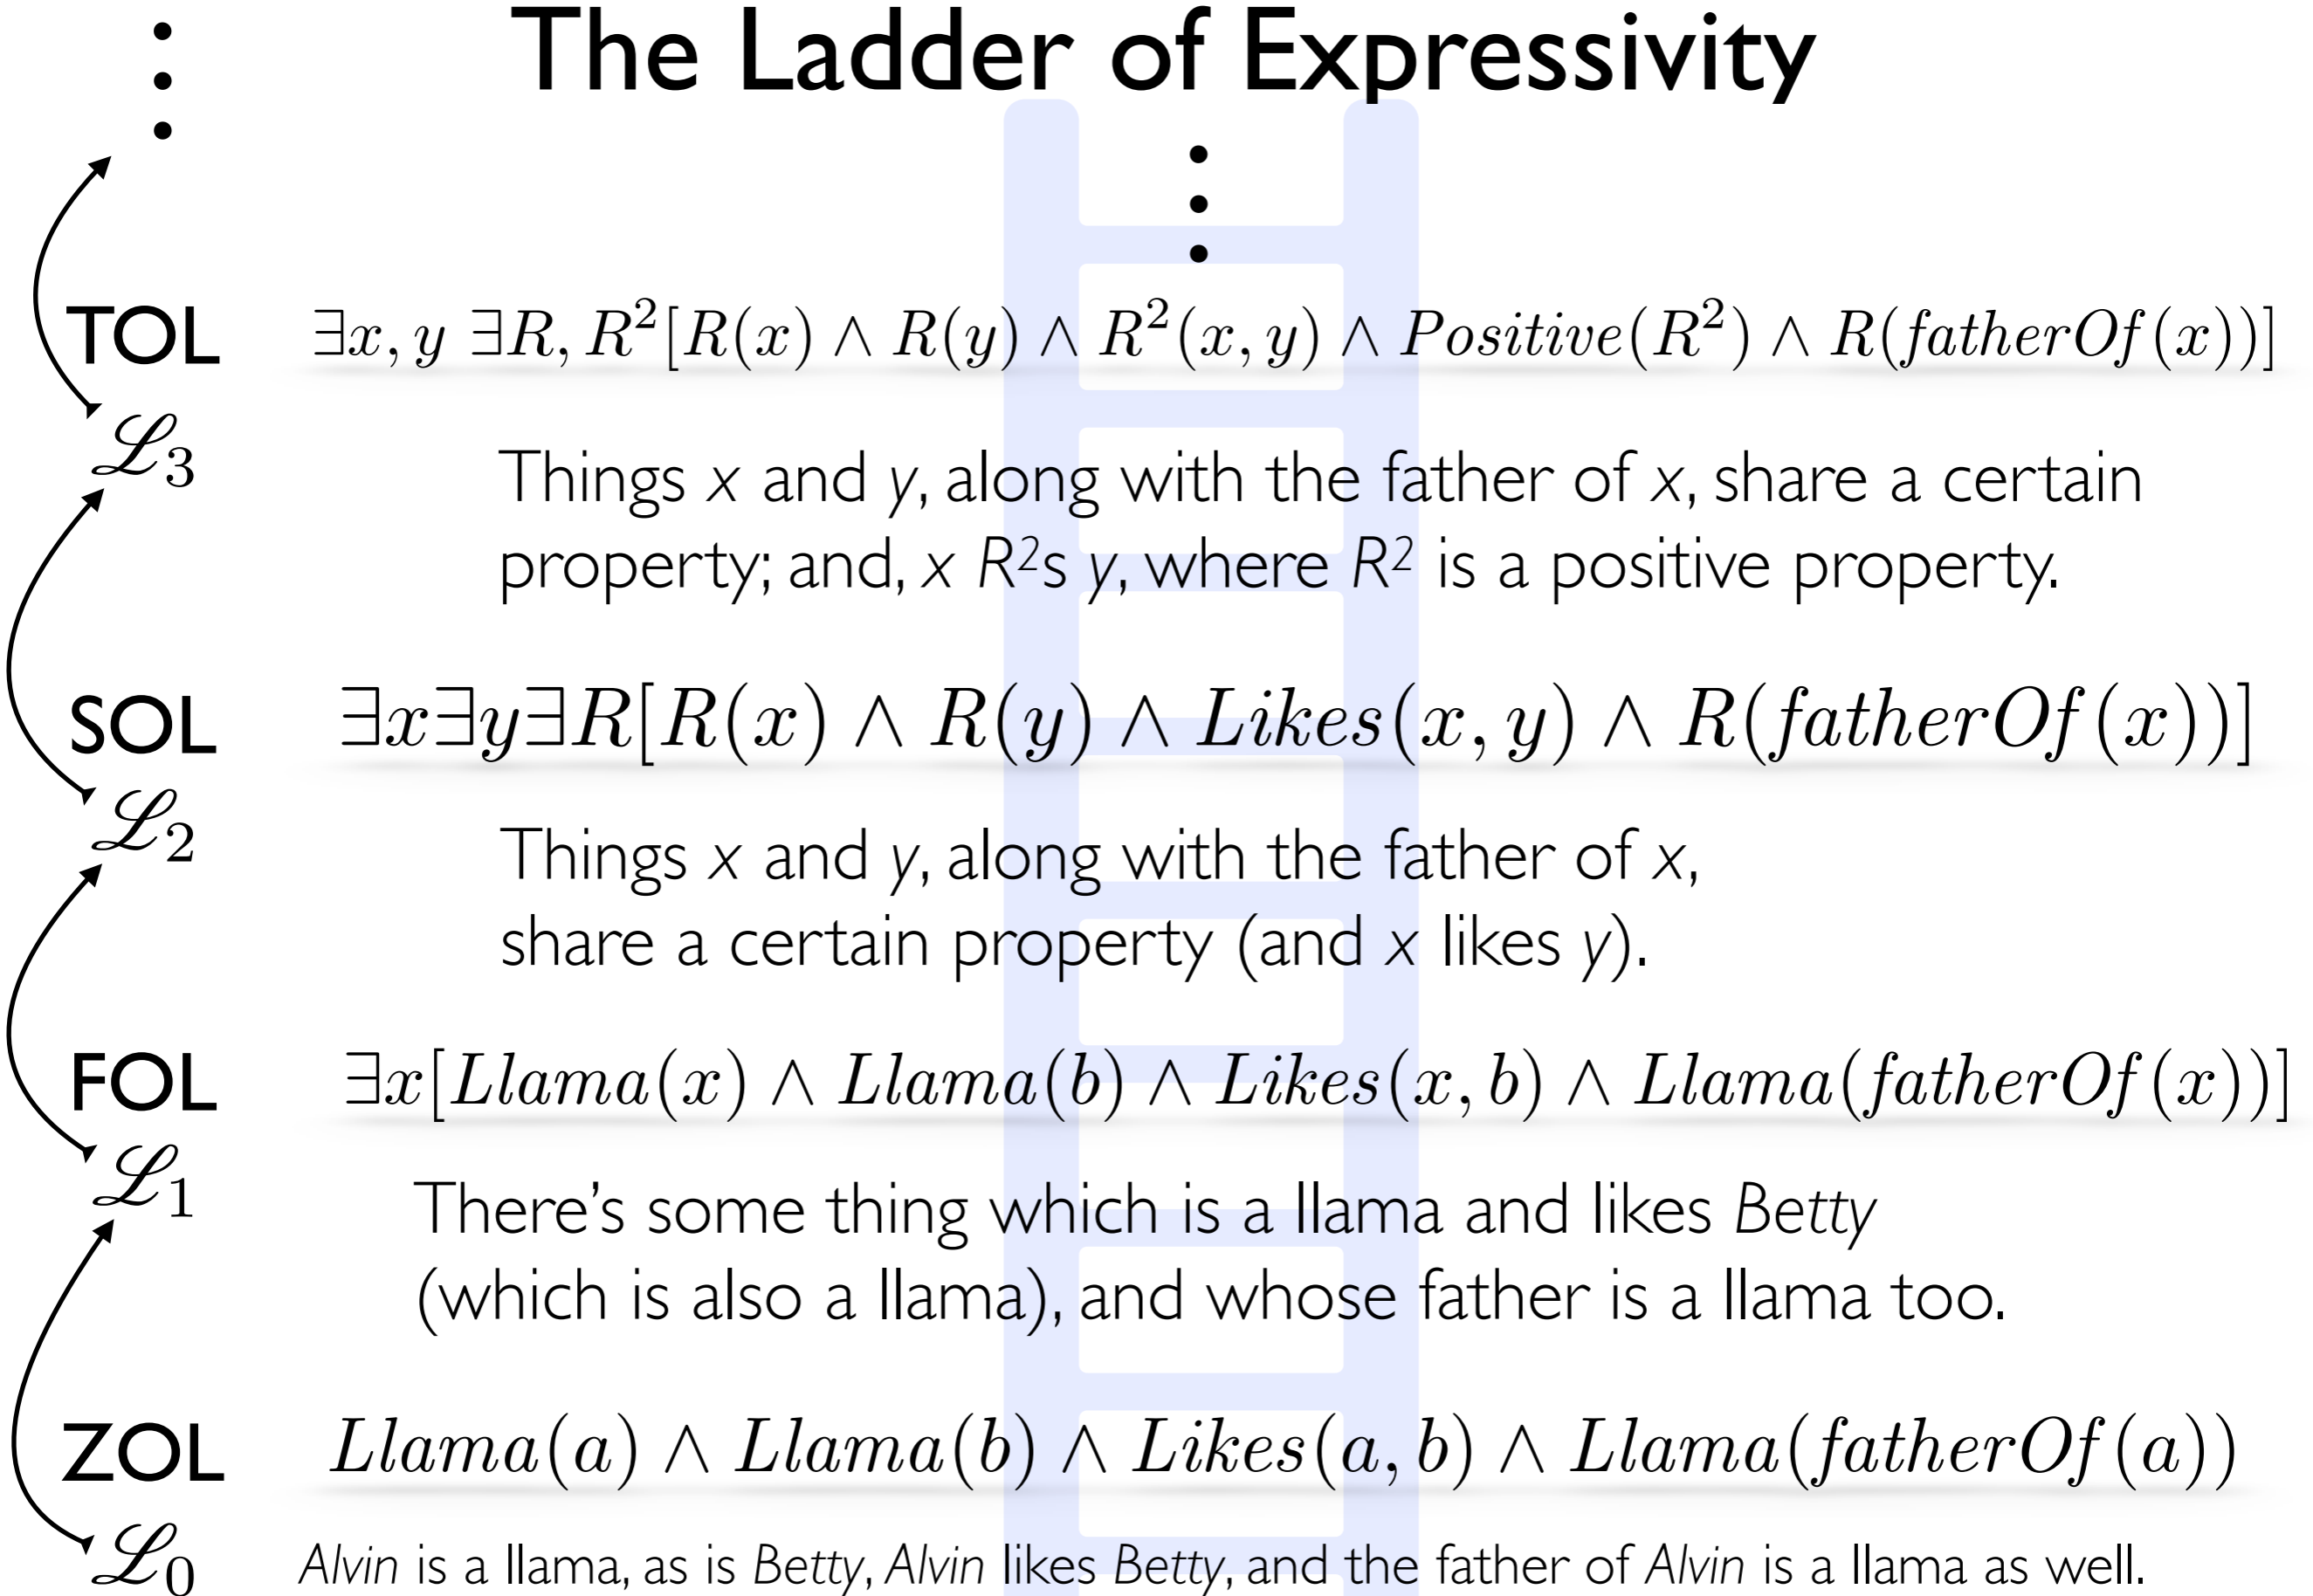 The Ladder of Expressivity
⋮
⋮
TOL
∃x, y ∃R, R²[R(x) ∧ R(y) ∧ R²(x, y) ∧ Positive(R²) ∧ R(fatherOf(x))]
ℒ₃
Things x and y, along with the father of x, share a certain
property; and, x R²s y, where R² is a positive property.
SOL
∃x∃y∃R[R(x) ∧ R(y) ∧ Likes(x, y) ∧ R(fatherOf(x))]
ℒ₂
Things x and y, along with the father of x,
share a certain property (and x likes y).
FOL
∃x[Llama(x) ∧ Llama(b) ∧ Likes(x, b) ∧ Llama(fatherOf(x))]
ℒ₁
There’s some thing which is a llama and likes Betty
(which is also a llama), and whose father is a llama too.
ZOL
Llama(a) ∧ Llama(b) ∧ Likes(a, b) ∧ Llama(fatherOf(a))
ℒ₀
Alvin is a llama, as is Betty, Alvin likes Betty, and the father of Alvin is a llama as well.